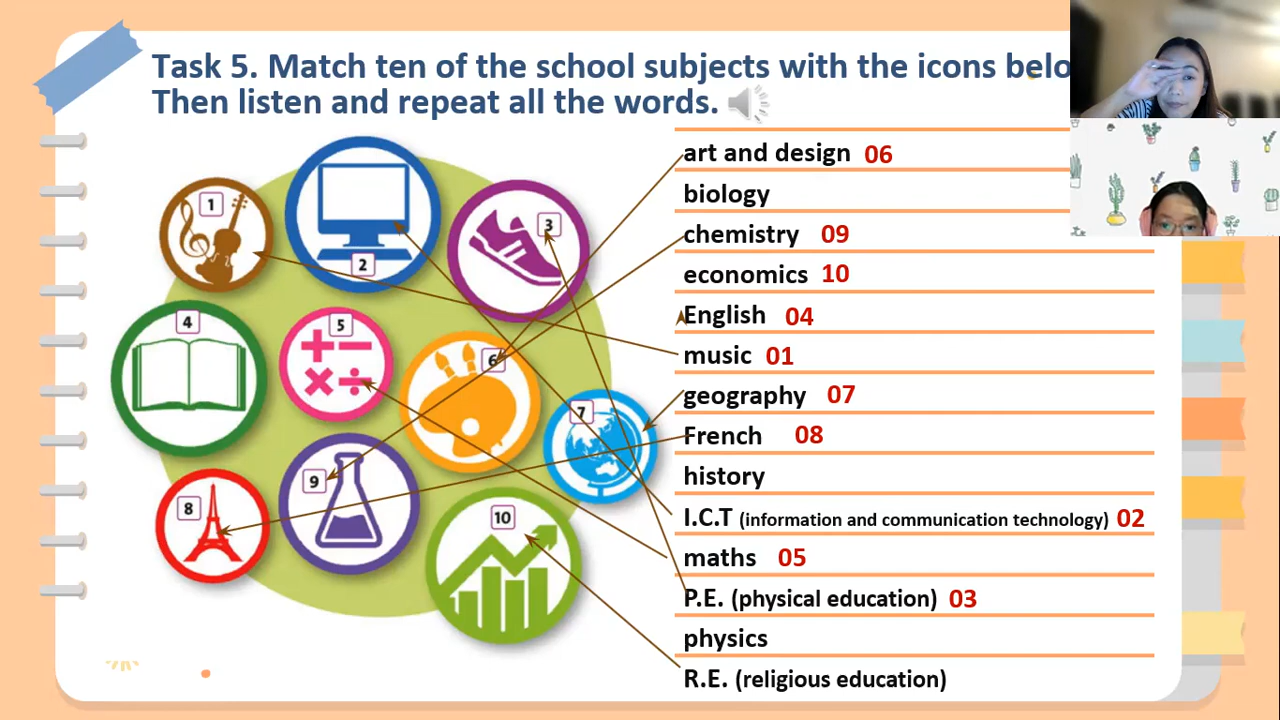 Task 5. Match ten of the school subjects with the icons belo
Then listen and repeat all the words.
1
2
3
4
5
6
7
8
9
10
art and design 06
biology
chemistry 09
economics 10
English 04
music 01
geography 07
French 08
history
I.C.T (information and communication technology) 02
maths 05
P.E. (physical education) 03
physics
R.E. (religious education)